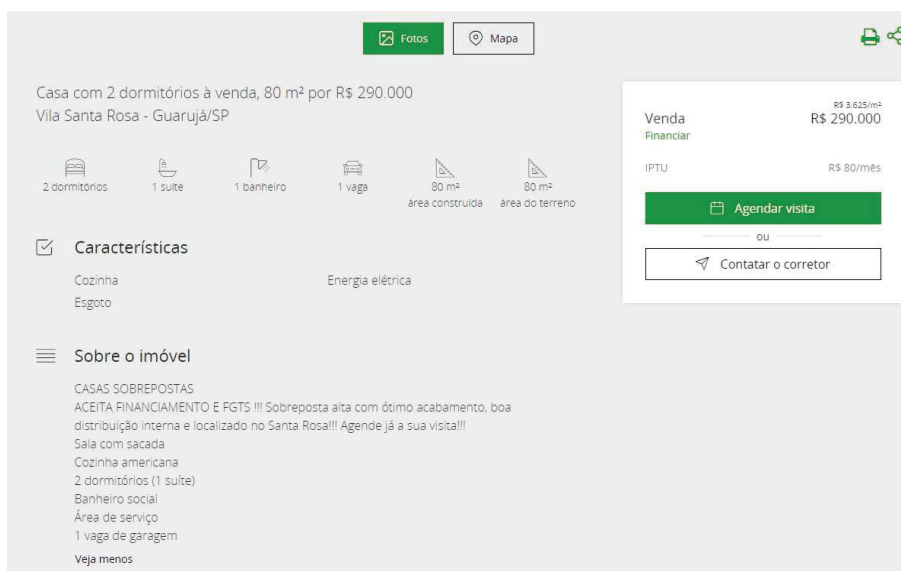 Fotos
Mapa
Casa com 2 dormitórios à venda, 80 m² por R$ 290.000
Vila Santa Rosa - Guarujá/SP
2 dormitórios
1 suíte
1 banheiro
1 vaga
80 m²
área construída
80 m²
área do terreno
Características
Cozinha
Energia elétrica
Esgoto
Sobre o imóvel
CASAS SOBREPOSTAS
ACEITA FINANCIAMENTO E FGTS !!! Sobreposta alta com ótimo acabamento, boa
distribuição interna e localizado no Santa Rosa!!! Agende já a sua visita!!!
Sala com sacada
Cozinha americana
2 dormitórios (1 suíte)
Banheiro social
Área de serviço
1 vaga de garagem
Veja menos
R$ 3.625/m²
Venda
R$ 290.000
Financiar
IPTU
R$ 80/mês
Agendar visita
ou
Contatar o corretor